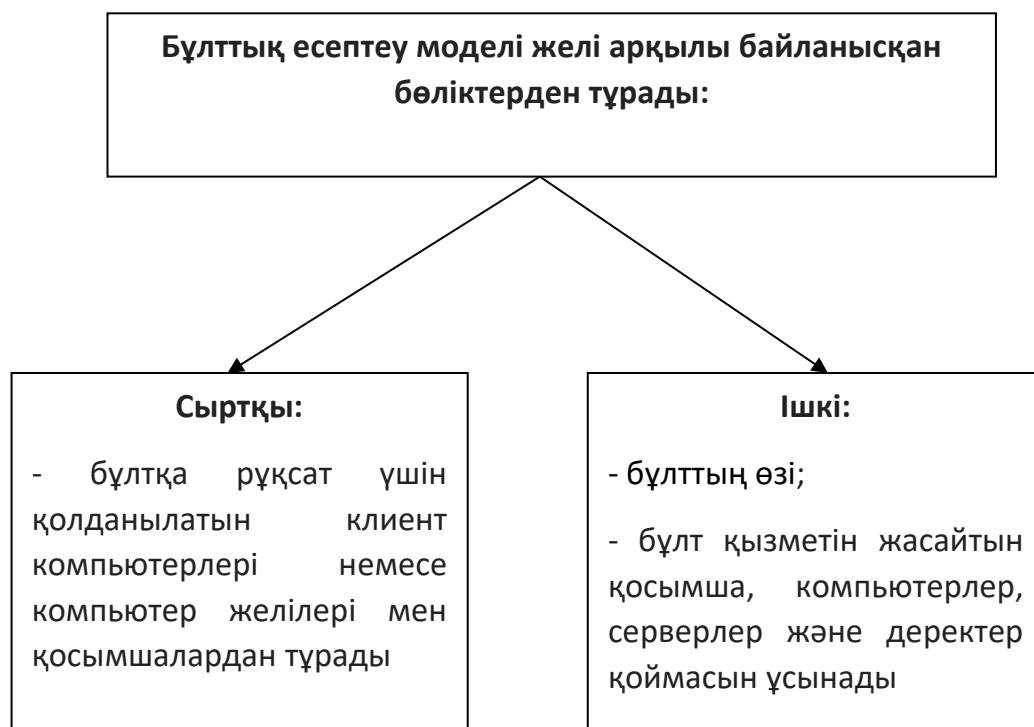 Бұлттық есептеу моделі желі арқылы байланысқан
бөліктерден тұрады:
Сыртқы:
- бұлтқа рұқсат үшін
қолданылатын клиент
компьютерлері немесе
компьютер желілері мен
қосымшалардан тұрады
Ішкі:
- бұлттың өзі;
- бұлт қызметін жасайтын
қосымша, компьютерлер,
серверлер және деректер
қоймасын ұсынады